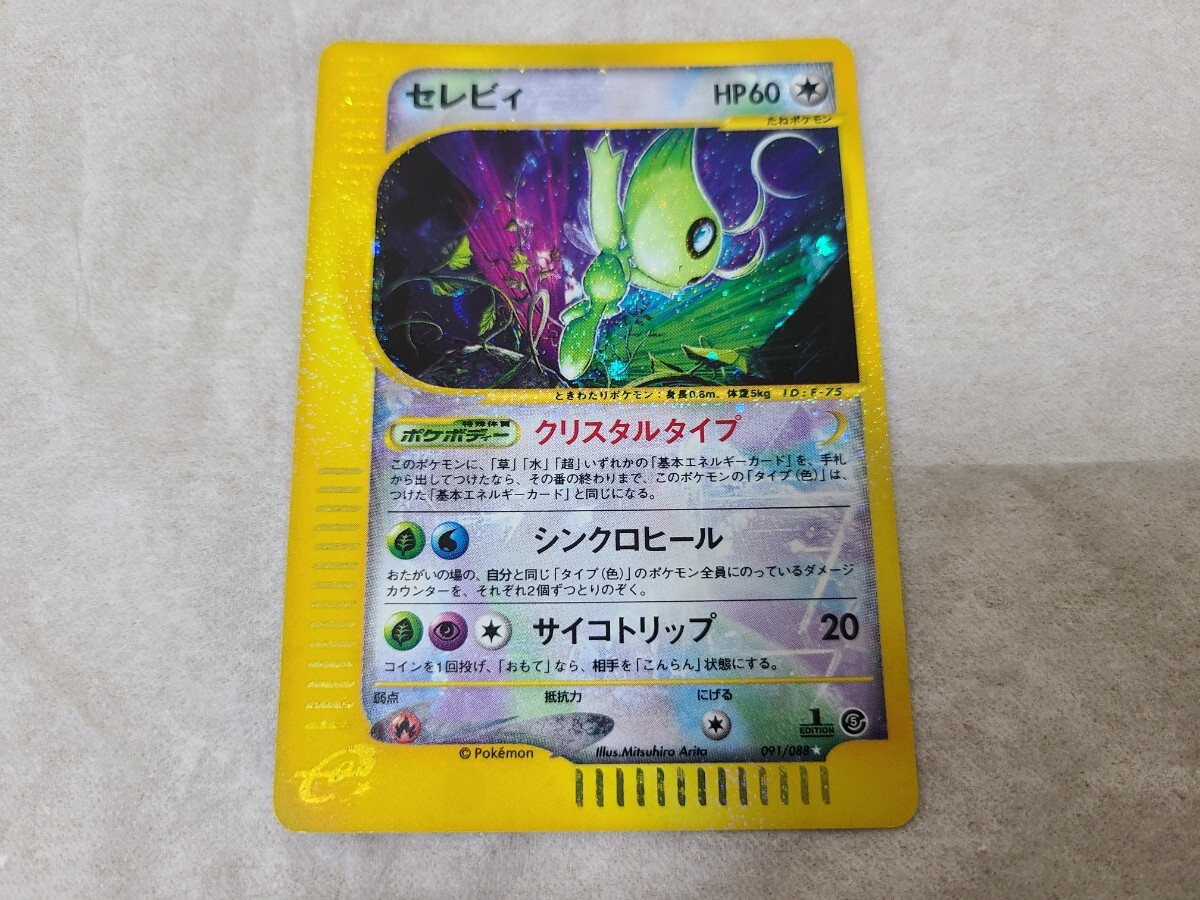 セレビィ HP60
たねポケモン
ときわたりポケモン：身長0.6m．体重5kg ID：E-75
特殊体質
ポケボディー クリスタルタイプ
このポケモンに、「草」「水」「超」いずれかの「基本エネルギーカード」を、手札
から出してつけたなら、その番の終わりまで、このポケモンの「タイプ（色）」は、
つけた「基本エネルギーカード」と同じになる。
シンクロヒール
おたがいの場の、自分と同じ「タイプ（色）」のポケモン全員にのっているダメージ
カウンターを、それぞれ2個ずつとりのぞく。
サイコトリップ 20
コインを1回投げ、「おもて」なら、相手を「こんらん」状態にする。
弱点 抵抗力 にげる
1
EDITION
© Pokémon Illus.Mitsuhiro Arita 091/088★